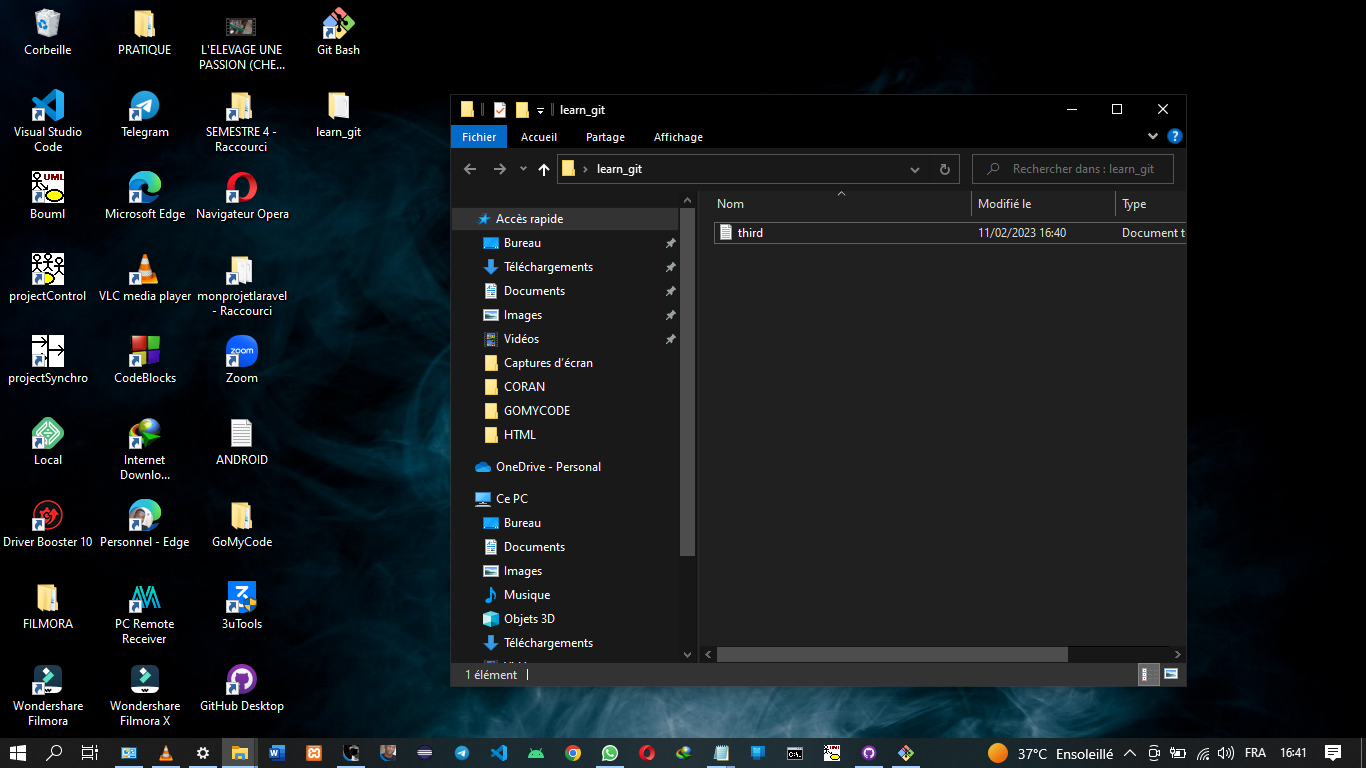 Corbeille
PRATIQUE
L'ELEVAGE UNE
PASSION (CHE...
Git Bash
Visual Studio
Code
Telegram
SEMESTRE 4 -
Raccourci
learn_git
Bouml
Microsoft Edge
Navigateur Opera
projectControl
VLC media player
monprojetlaravel
- Raccourci
projectSynchro
CodeBlocks
Zoom
Local
Internet
Downlo...
ANDROID
Driver Booster 10
Personnel - Edge
GoMyCode
FILMORA
PC Remote
Receiver
3uTools
Wondershare
Filmora
Wondershare
Filmora X
GitHub Desktop
learn_git
Fichier
Accueil
Partage
Affichage
learn_git
Rechercher dans : learn_git
Accès rapide
Bureau
Téléchargements
Documents
Images
Vidéos
Captures d'écran
CORAN
GOMYCODE
HTML
OneDrive - Personal
Ce PC
Bureau
Documents
Images
Musique
Objets 3D
Téléchargements
Nom
Modifié le
Type
third
11/02/2023 16:40
Document t
1 élément
37°C Ensoleillé
FRA
16:41